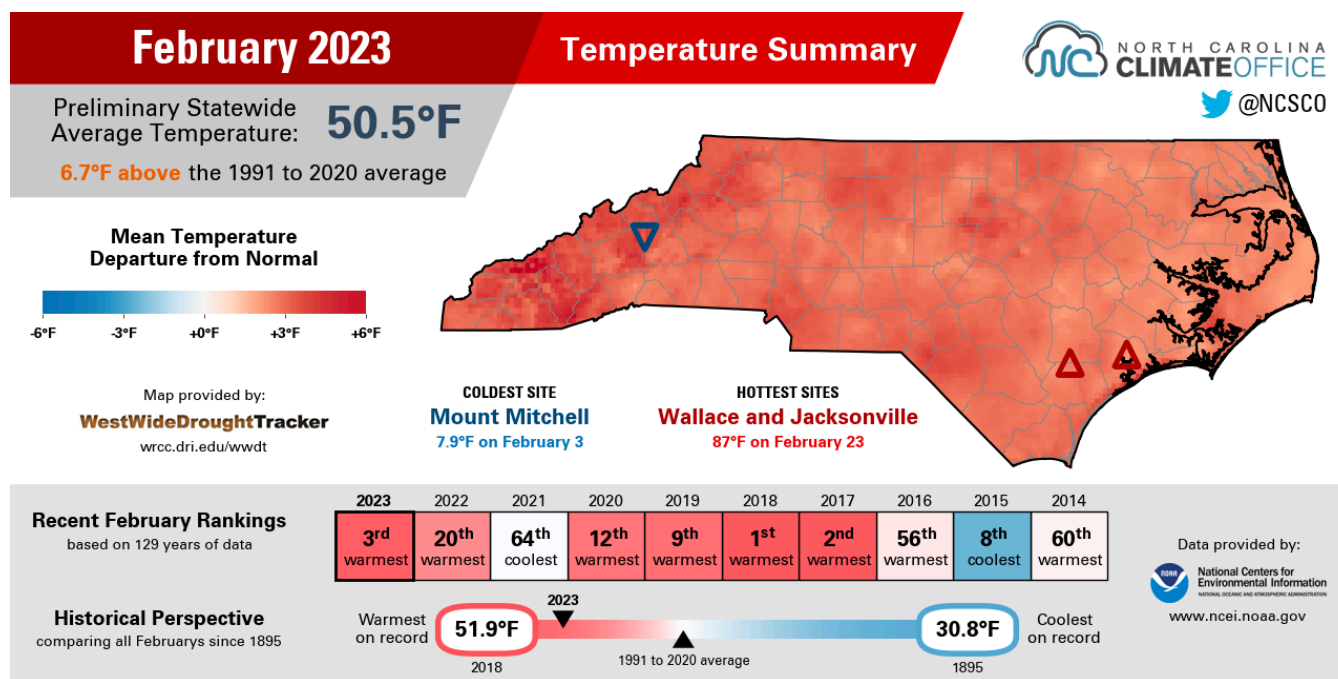 February 2023
Temperature Summary
NC
NORTH CAROLINA
CLIMATEOFFICE
@NCSCO
Preliminary Statewide
Average Temperature:
50.5°F
6.7°F above the 1991 to 2020 average
Mean Temperature
Departure from Normal
-6°F -3°F +0°F +3°F +6°F
Map provided by:
WestWideDroughtTracker
wrcc.dri.edu/wwdt
COLDEST SITE
Mount Mitchell
7.9°F on February 3
HOTTEST SITES
Wallace and Jacksonville
87°F on February 23
Recent February Rankings
based on 129 years of data
2023 2022 2021 2020 2019 2018 2017 2016 2015 2014
3rd 20th 64th 12th 9th 1st 2nd 56th 8th 60th
warmest warmest coolest warmest warmest warmest warmest warmest coolest warmest
Historical Perspective
comparing all Februarys since 1895
2023
Warmest
on record
51.9°F
2018
1991 to 2020 average
30.8°F
1895
Coolest
on record
Data provided by:
NOAA
National Centers for
Environmental Information
NATIONAL OCEANIC AND ATMOSPHERIC ADMINISTRATION
www.ncei.noaa.gov